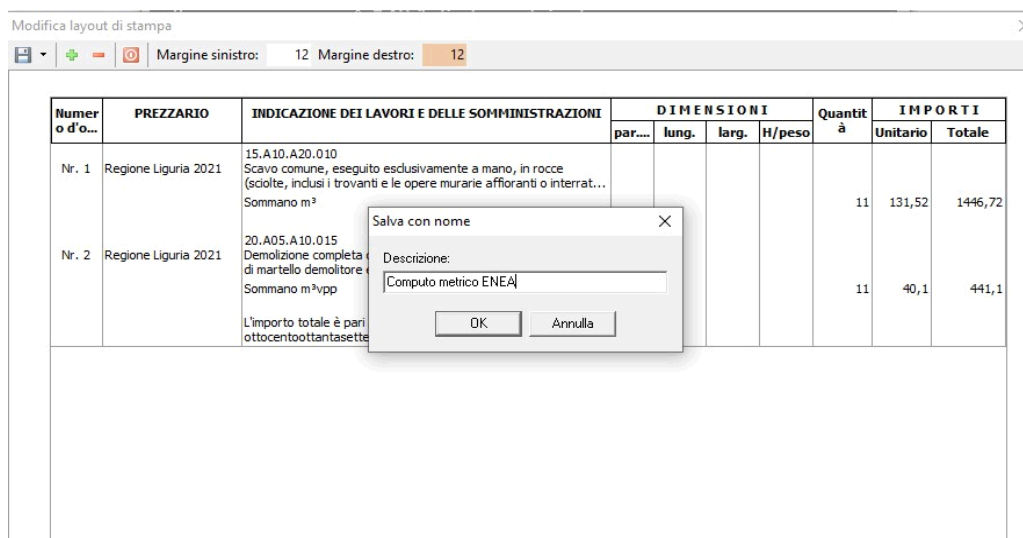 Modifica layout di stampa
Margine sinistro: 12 Margine destro: 12
Numer
o d'o...
PREZZARIO
INDICAZIONE DEI LAVORI E DELLE SOMMINISTRAZIONI
DIMENSIONI
par.... lung. larg. H/peso
Quantit
à
IMPORTI
Unitario Totale
15.A10.A20.010
Nr. 1 Regione Liguria 2021 Scavo comune, eseguito esclusivamente a mano, in rocce
(sciolte, inclusi i trovanti e le opere murarie affioranti o interrat...
Sommano m³ 11 131,52 1446,72
20.A05.A10.015
Nr. 2 Regione Liguria 2021 Demolizione completa
di martello demolitore
Sommano m³vpp 11 40,1 441,1
L'importo totale è pari
ottocentoottantasette
Salva con nome
Descrizione:
Computo metrico ENEA
OK Annulla